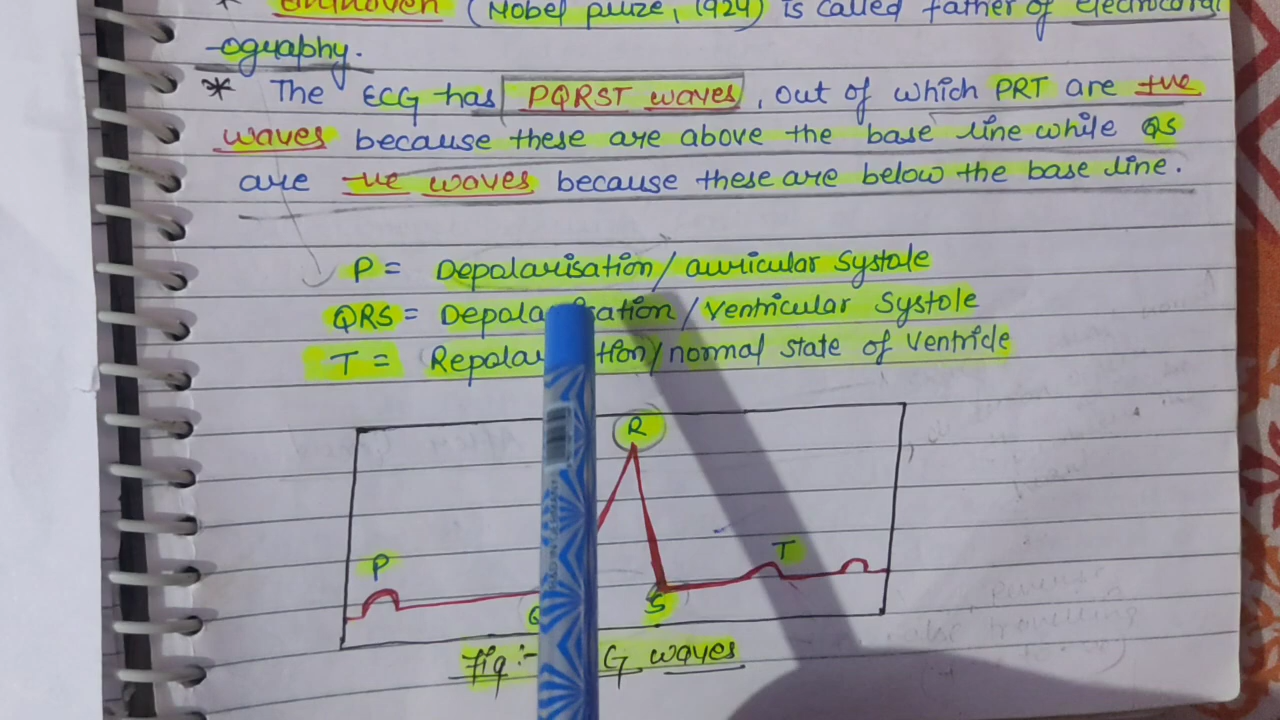 * (Nobel prize, 1924) is called father of electrocardi
-ography.
* The ECG has PQRST waves, out of which PRT are +ve
waves because these are above the base line while QS
are -ve waves because these are below the base line.
P = Depolarisation / auricular systole
QRS = Depola ation / Ventricular Systole
T = Repola tion / normal state of ventricle
R
P
T
Q
S
fig :- G waves